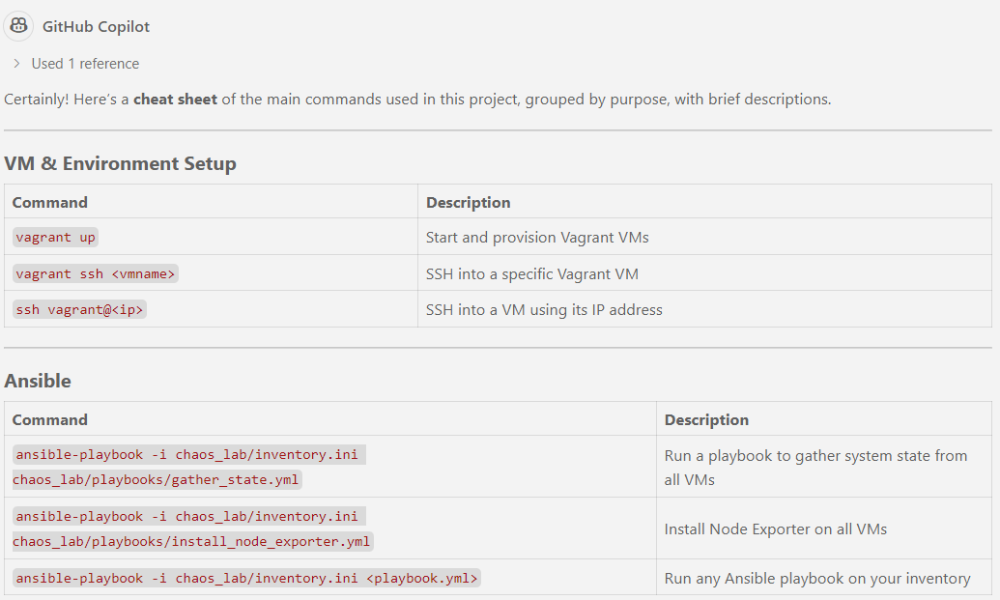 GitHub Copilot
Used 1 reference
Certainly! Here's a cheat sheet of the main commands used in this project, grouped by purpose, with brief descriptions.
VM & Environment Setup
Command Description
vagrant up Start and provision Vagrant VMs
vagrant ssh <vmname> SSH into a specific Vagrant VM
ssh vagrant@<ip> SSH into a VM using its IP address
Ansible
Command Description
ansible-playbook -i chaos_lab/inventory.ini
chaos_lab/playbooks/gather_state.yml
Run a playbook to gather system state from
all VMs
ansible-playbook -i chaos_lab/inventory.ini
chaos_lab/playbooks/install_node_exporter.yml
Install Node Exporter on all VMs
ansible-playbook -i chaos_lab/inventory.ini <playbook.yml> Run any Ansible playbook on your inventory